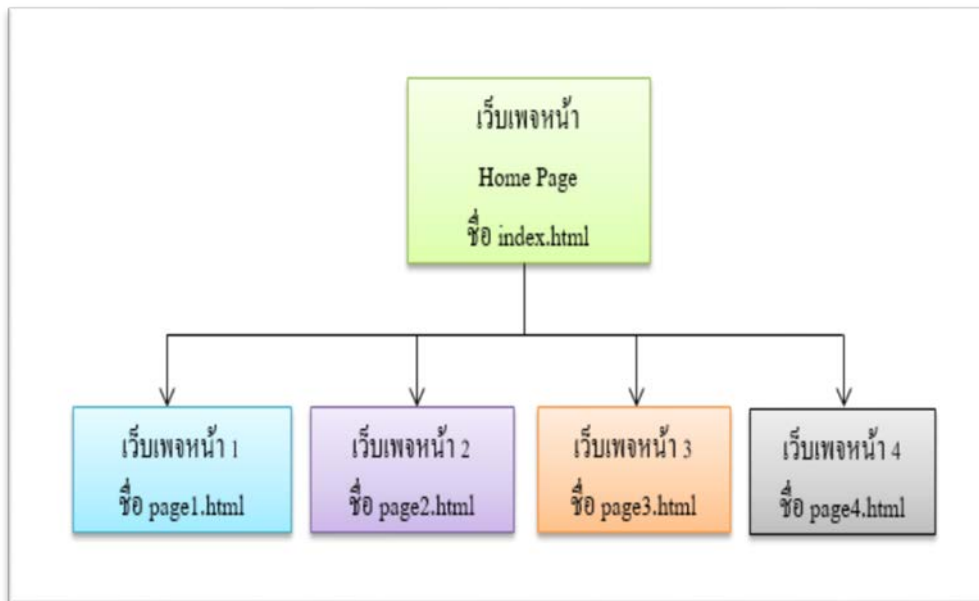 เว็บเพจหน้า
Home Page
ชื่อ index.html
เว็บเพจหน้า 1
ชื่อ page1.html
เว็บเพจหน้า 2
ชื่อ page2.html
เว็บเพจหน้า 3
ชื่อ page3.html
เว็บเพจหน้า 4
ชื่อ page4.html